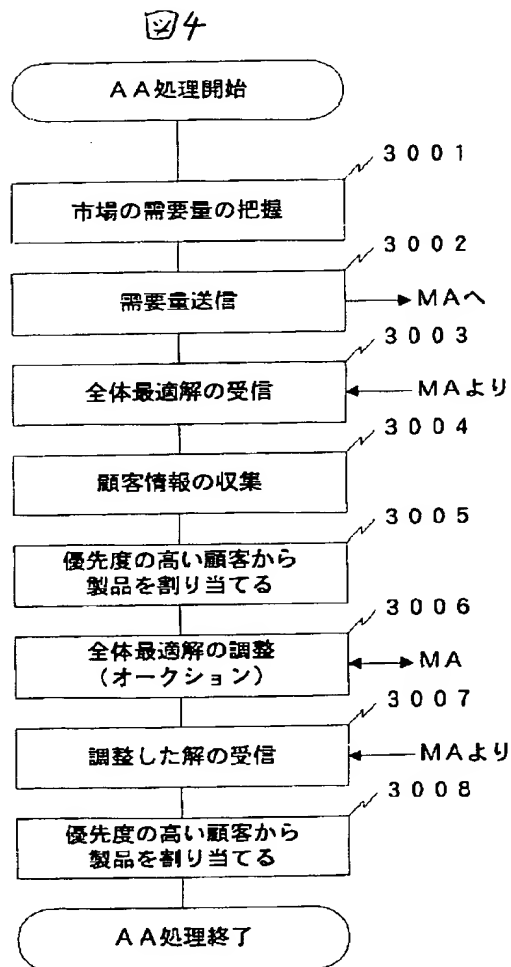 図4
AA処理開始
3001
市場の需要量の把握
3002
需要量送信
MAへ
3003
全体最適解の受信
MAより
3004
顧客情報の収集
3005
優先度の高い顧客から
製品を割り当てる
3006
全体最適解の調整
(オークション)
MA
3007
調整した解の受信
MAより
3008
優先度の高い顧客から
製品を割り当てる
AA処理終了